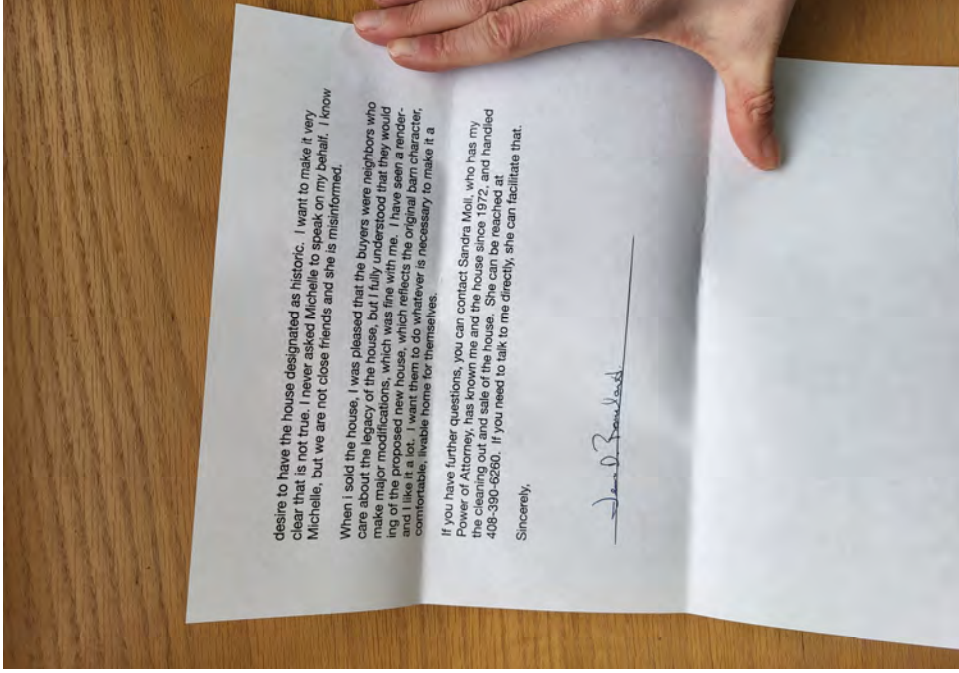 desire to have the house designated as historic.  I want to make it very
clear that is not true. I never asked Michelle to speak on my behalf.  I know
Michelle, but we are not close friends and she is misinformed.
When i sold the house, I was pleased that the buyers were neighbors who
care about the legacy of the house, but I fully understood that they would
make major modifications, which was fine with me.  I have seen a render-
ing of the proposed new house, which reflects the original barn character,
and I like it a lot.  I want them to do whatever is necessary to make it a
comfortable, livable home for themselves.
If you have further questions, you can contact Sandra Moll, who has my
Power of Attorney, has known me and the house since 1972, and handled
the cleaning out and sale of the house.  She can be reached at
408-390-6260.  If you need to talk to me directly, she can facilitate that.
Sincerely,